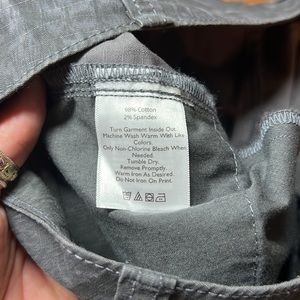 98% Cotton
2% Spandex
Turn Garment Inside Out.
Machine Wash Warm With Like
Colors.
Only Non-Chlorine Bleach When
Needed.
Tumble Dry.
Remove Promptly.
Warm Iron As Desired.
Do Not Iron On Print.